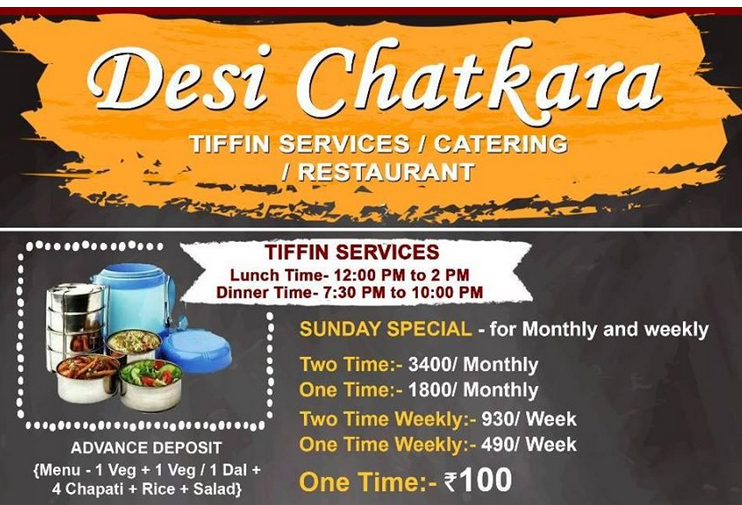 Desi Chatkara
TIFFIN SERVICES / CATERING
/ RESTAURANT
TIFFIN SERVICES
Lunch Time- 12:00 PM to 2 PM
Dinner Time- 7:30 PM to 10:00 PM
SUNDAY SPECIAL - for Monthly and weekly
Two Time:- 3400/ Monthly
One Time:- 1800/ Monthly
Two Time Weekly:- 930/ Week
One Time Weekly:- 490/ Week
One Time:- ₹100
ADVANCE DEPOSIT
{Menu - 1 Veg + 1 Veg / 1 Dal +
4 Chapati + Rice + Salad}